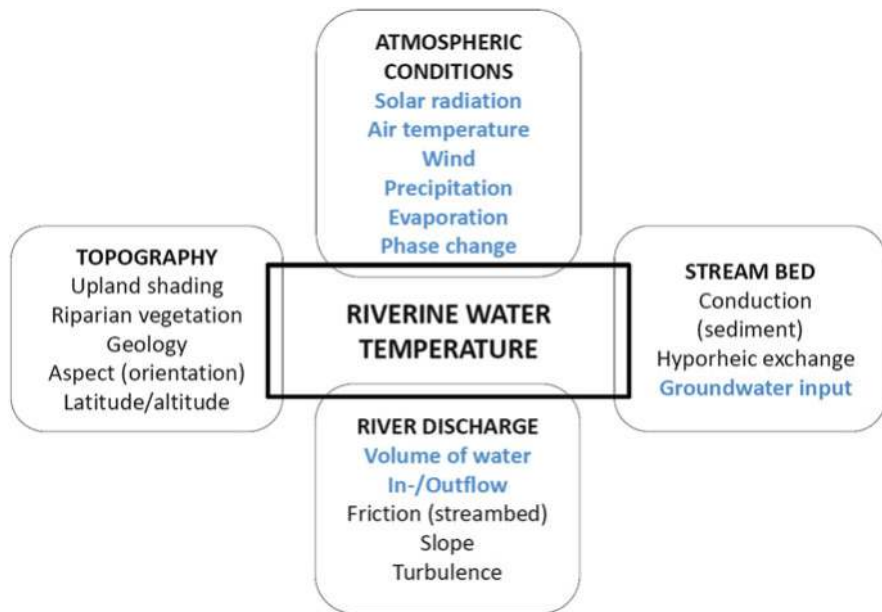 ATMOSPHERIC
CONDITIONS
Solar radiation
Air temperature
Wind
Precipitation
Evaporation
Phase change
TOPOGRAPHY
Upland shading
Riparian vegetation
Geology
Aspect (orientation)
Latitude/altitude
RIVERINE WATER
TEMPERATURE
STREAM BED
Conduction
(sediment)
Hyporheic exchange
Groundwater input
RIVER DISCHARGE
Volume of water
In-/Outflow
Friction (streambed)
Slope
Turbulence